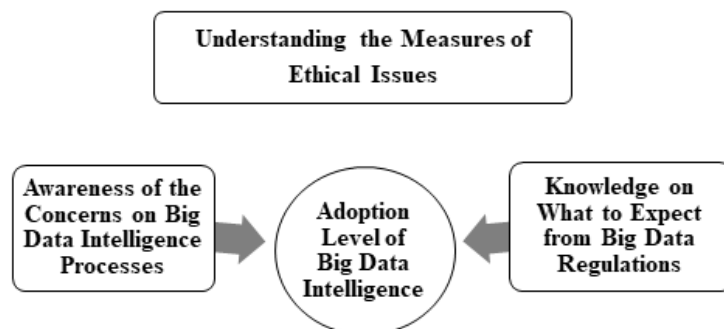 Understanding the Measures of
Ethical Issues
Awareness of the
Concerns on Big
Data Intelligence
Processes
Adoption
Level of
Big Data
Intelligence
Knowledge on
What to Expect
from Big Data
Regulations